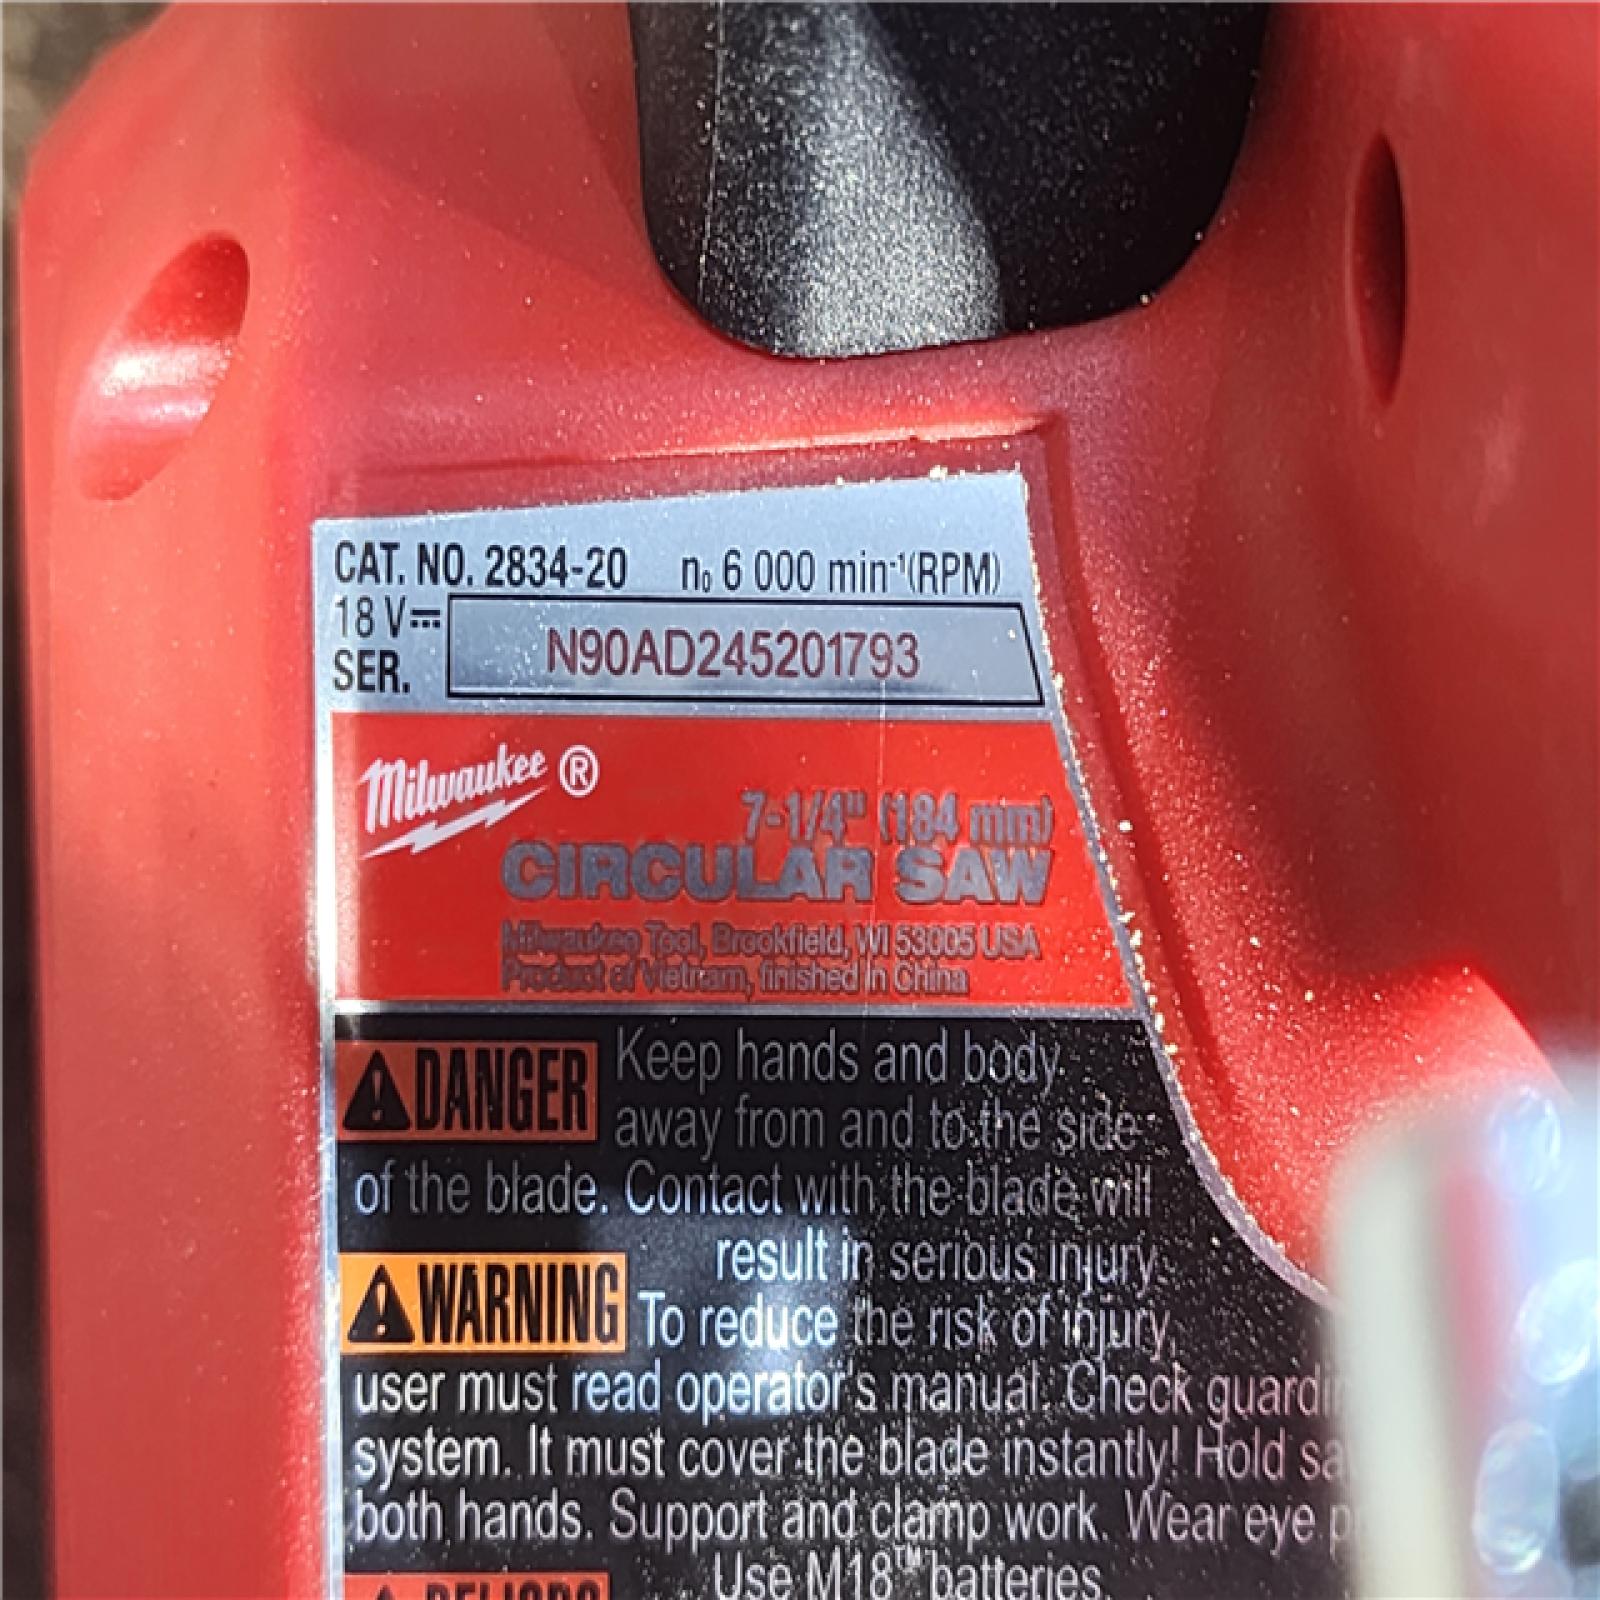 CAT. NO. 2834-20 n₀ 6 000 min⁻¹(RPM)
18 V⎓
SER. N90AD245201793
Milwaukee®
7-1/4" (184 mm)
CIRCULAR SAW
Milwaukee Tool, Brookfield, WI 53005 USA
Product of Vietnam, finished in China
DANGER Keep hands and body
away from and to the side
of the blade. Contact with the blade will
result in serious injury.
WARNING To reduce the risk of injury,
user must read operator's manual. Check
system. It must cover the blade instantly! Hold
both hands. Support and clamp work. Wear eye
Use M18™ batteries.